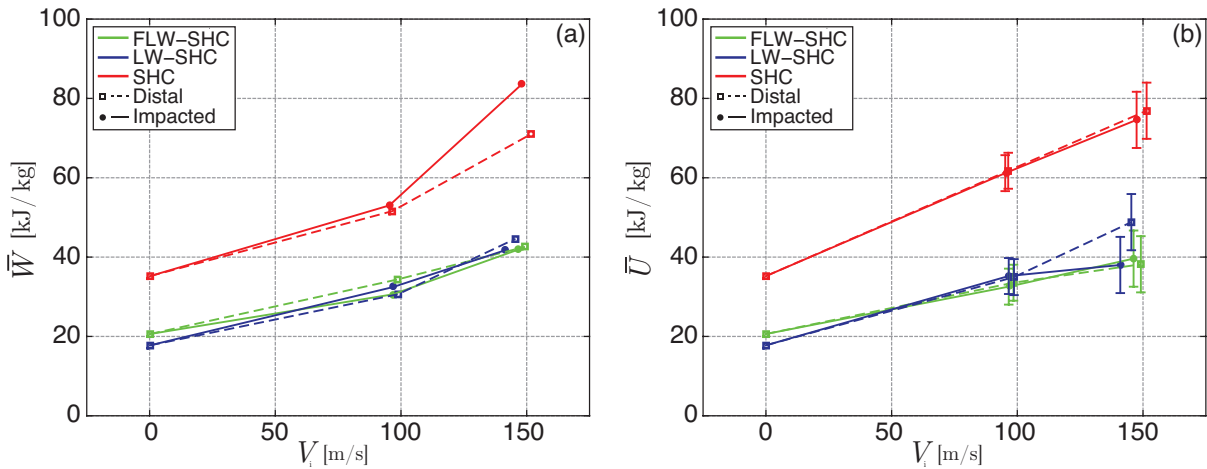 100
80
60
40
20
0
W̅ [kJ / kg]
FLW−SHC
LW−SHC
SHC
Distal
Impacted
(a)
0
50
100
150
V_i [m/s]
100
80
60
40
20
0
U̅ [kJ / kg]
FLW−SHC
LW−SHC
SHC
Distal
Impacted
(b)
0
50
100
150
V_i [m/s]